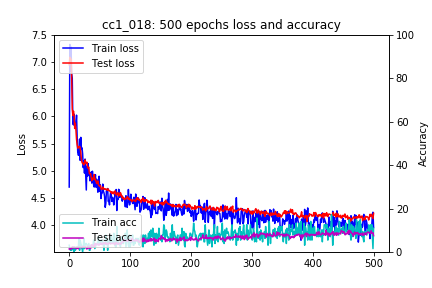 cc1_018: 500 epochs loss and accuracy
Train loss
Test loss
Train acc
Test acc
Loss
Accuracy
7.5
7.0
6.5
6.0
5.5
5.0
4.5
4.0
100
80
60
40
20
0
0
100
200
300
400
500